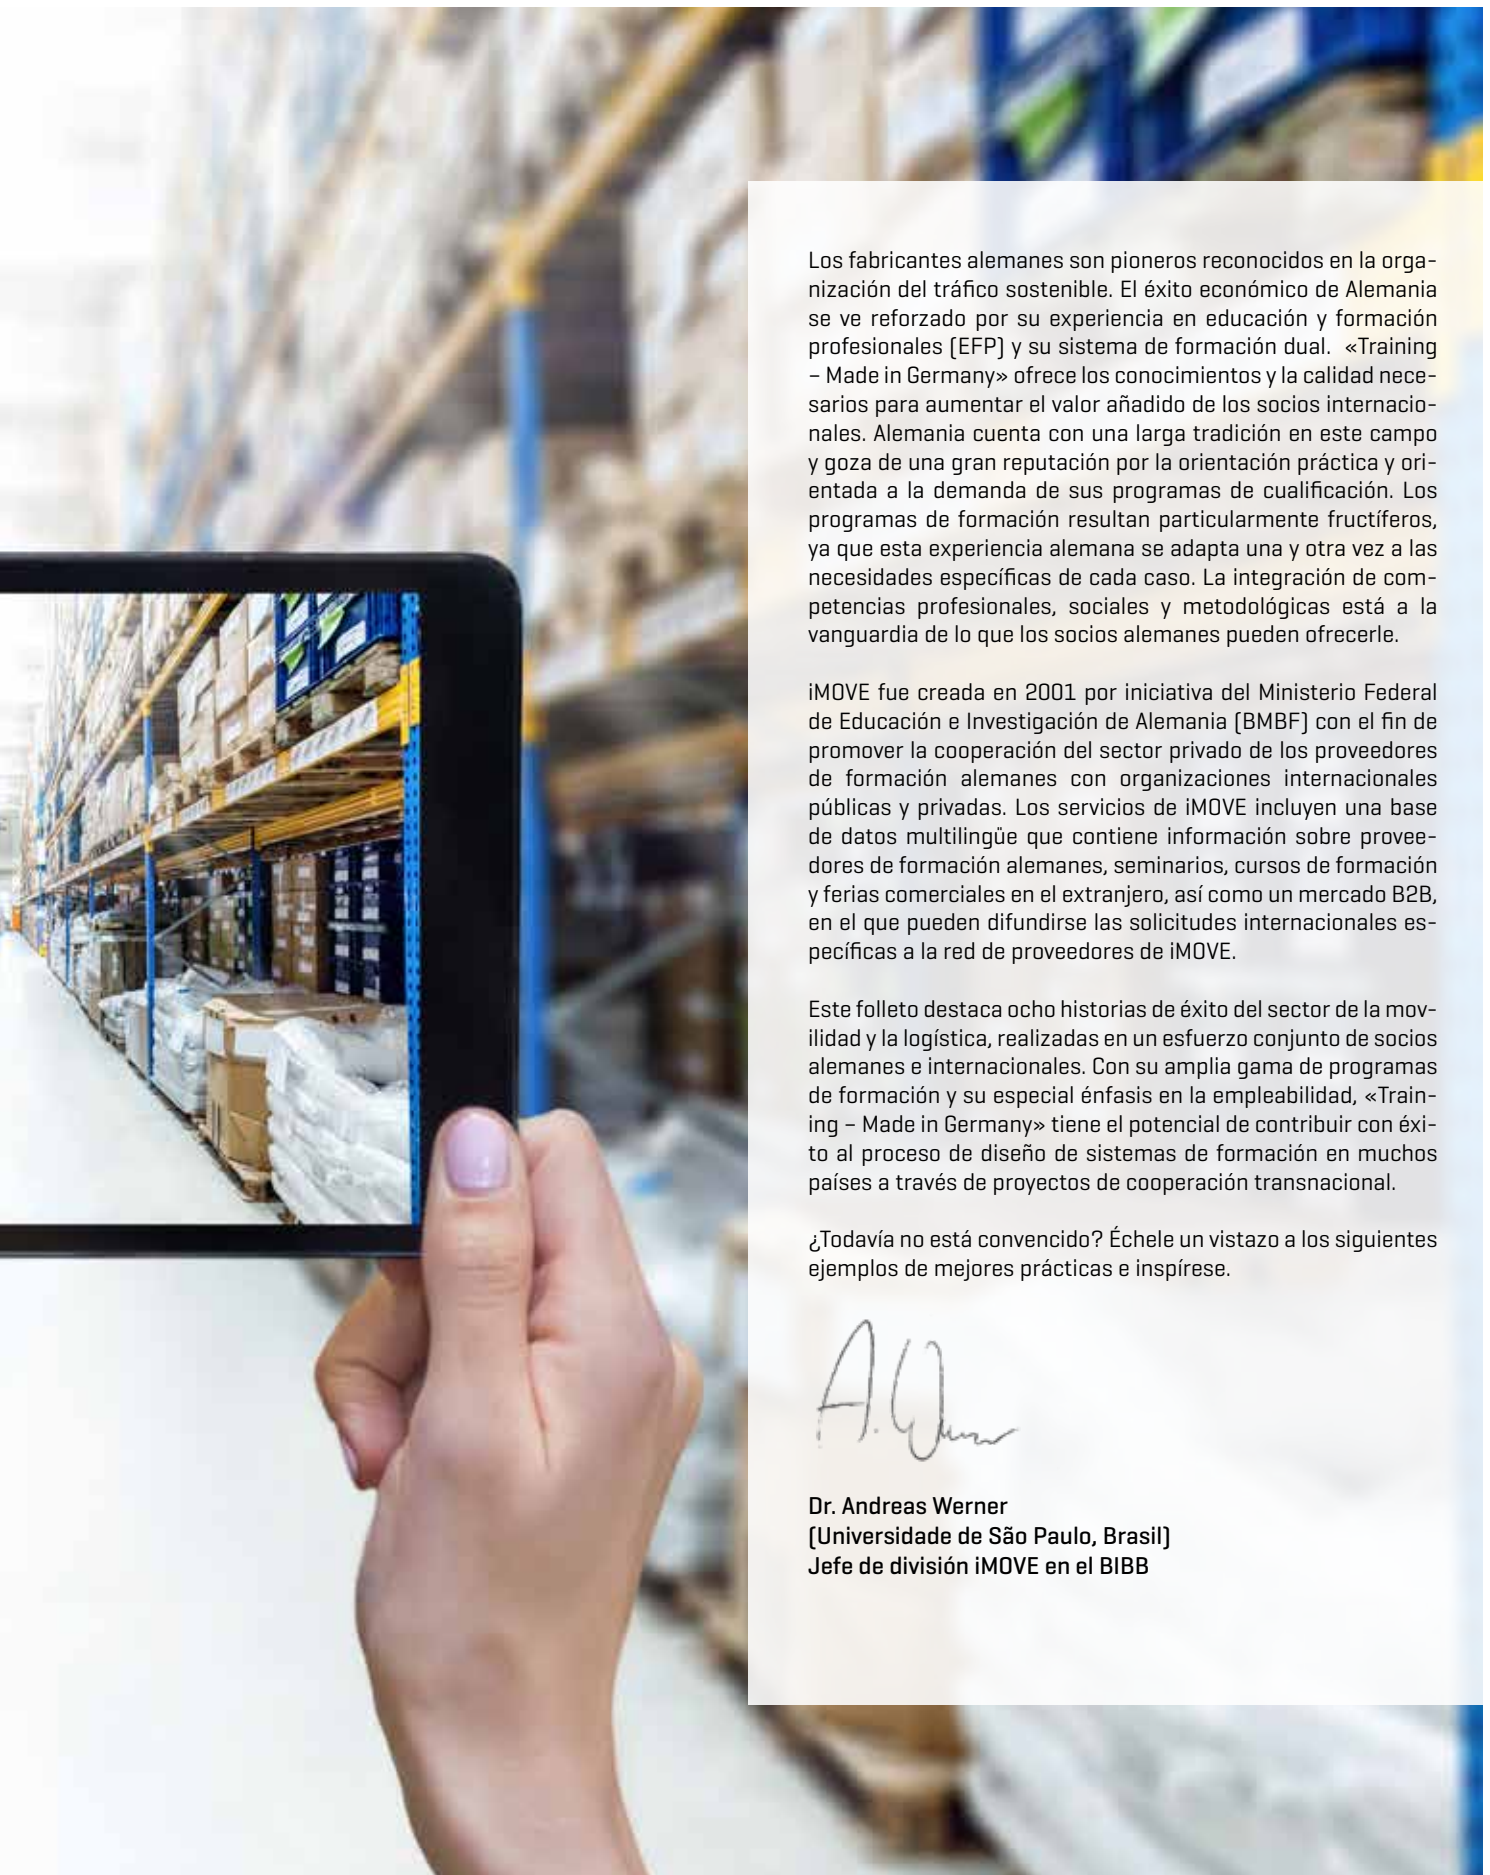 Los fabricantes alemanes son pioneros reconocidos en la orga-
nización del tráfico sostenible. El éxito económico de Alemania
se ve reforzado por su experiencia en educación y formación
profesionales (EFP) y su sistema de formación dual. «Training
– Made in Germany» ofrece los conocimientos y la calidad nece-
sarios para aumentar el valor añadido de los socios internacio-
nales. Alemania cuenta con una larga tradición en este campo
y goza de una gran reputación por la orientación práctica y ori-
entada a la demanda de sus programas de cualificación. Los
programas de formación resultan particularmente fructíferos,
ya que esta experiencia alemana se adapta una y otra vez a las
necesidades específicas de cada caso. La integración de com-
petencias profesionales, sociales y metodológicas está a la
vanguardia de lo que los socios alemanes pueden ofrecerle.
iMOVE fue creada en 2001 por iniciativa del Ministerio Federal
de Educación e Investigación de Alemania (BMBF) con el fin de
promover la cooperación del sector privado de los proveedores
de formación alemanes con organizaciones internacionales
públicas y privadas. Los servicios de iMOVE incluyen una base
de datos multilingüe que contiene información sobre provee-
dores de formación alemanes, seminarios, cursos de formación
y ferias comerciales en el extranjero, así como un mercado B2B,
en el que pueden difundirse las solicitudes internacionales es-
pecíficas a la red de proveedores de iMOVE.
Este folleto destaca ocho historias de éxito del sector de la mov-
ilidad y la logística, realizadas en un esfuerzo conjunto de socios
alemanes e internacionales. Con su amplia gama de programas
de formación y su especial énfasis en la empleabilidad, «Train-
ing – Made in Germany» tiene el potencial de contribuir con éxi-
to al proceso de diseño de sistemas de formación en muchos
países a través de proyectos de cooperación transnacional.
¿Todavía no está convencido? Échele un vistazo a los siguientes
ejemplos de mejores prácticas e inspírese.
A. Werner
Dr. Andreas Werner
(Universidade de São Paulo, Brasil)
Jefe de división iMOVE en el BIBB